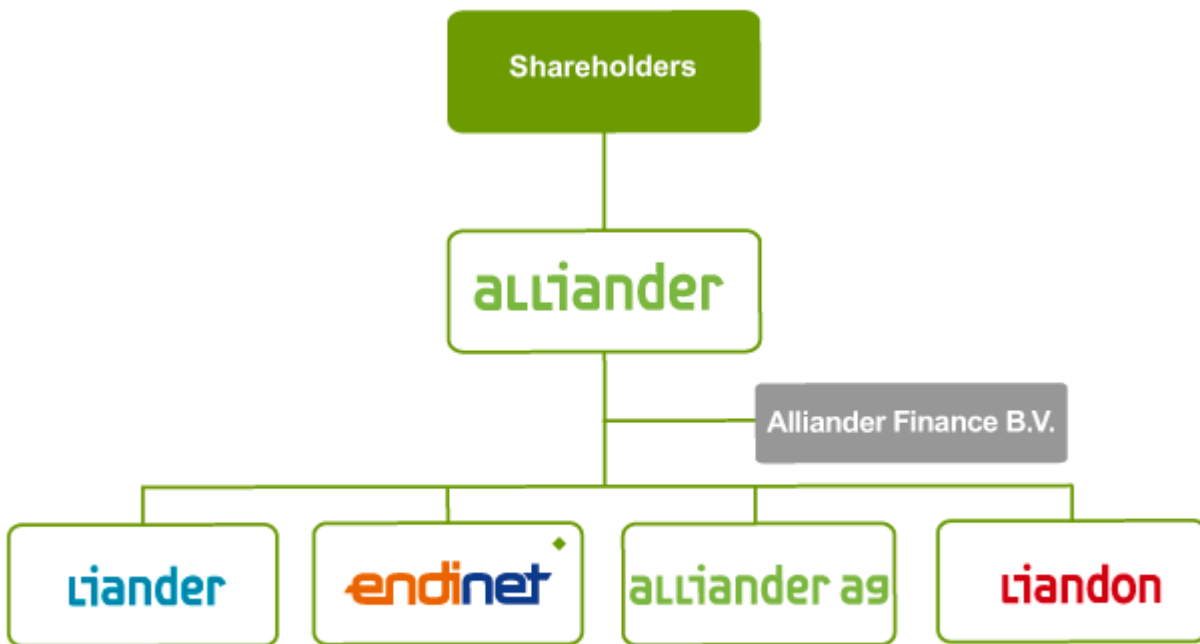 Shareholders
alliander
Alliander Finance B.V.
liander
endinet
alliander ag
liandon